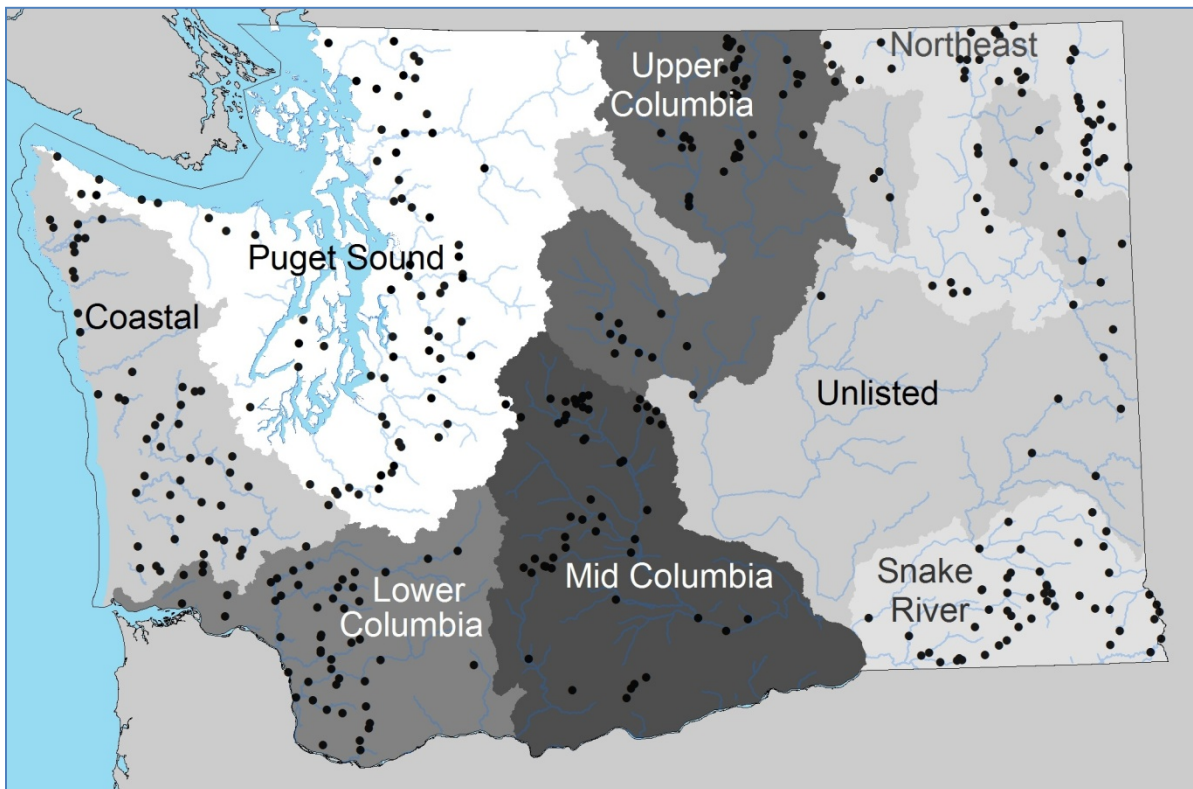 Northeast
Upper
Columbia
Puget Sound
Coastal
Unlisted
Mid Columbia
Snake
River
Lower
Columbia